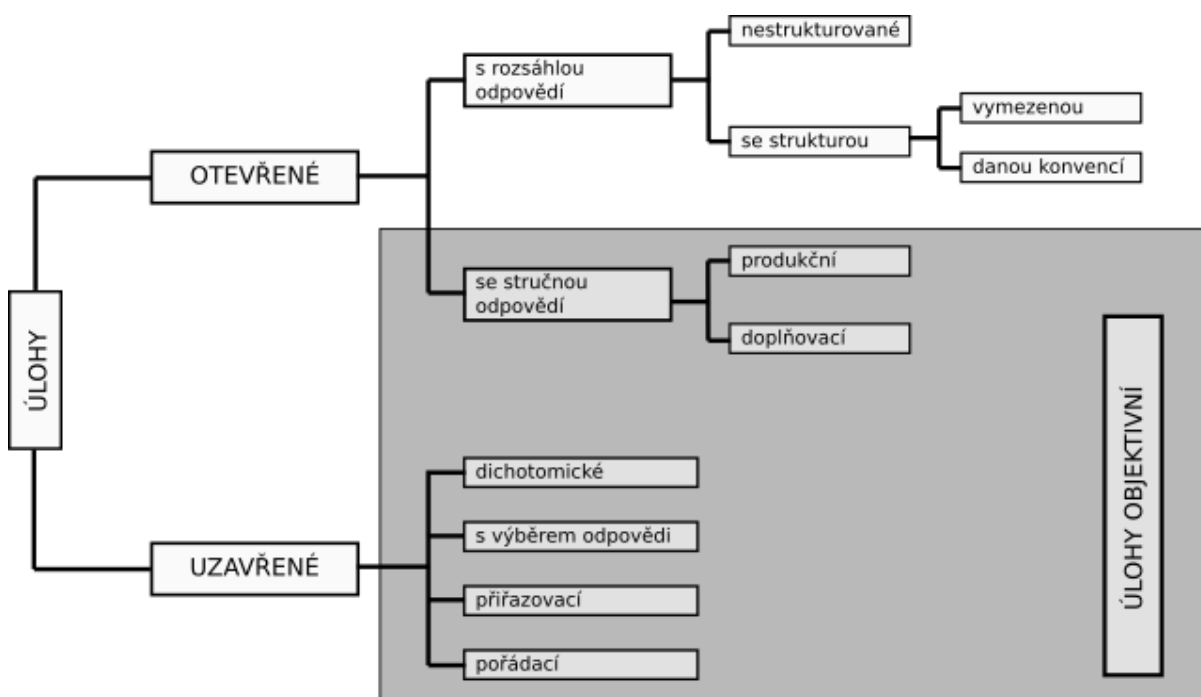 nestrukturované
s rozsáhlou
odpovědí
vymezenou
se strukturou
danou konvencí
OTEVŘENÉ
produkční
se stručnou
odpovědí
doplňovací
ÚLOHY
ÚLOHY OBJEKTIVNÍ
dichotomické
s výběrem odpovědi
UZAVŘENÉ
přiřazovací
pořádací